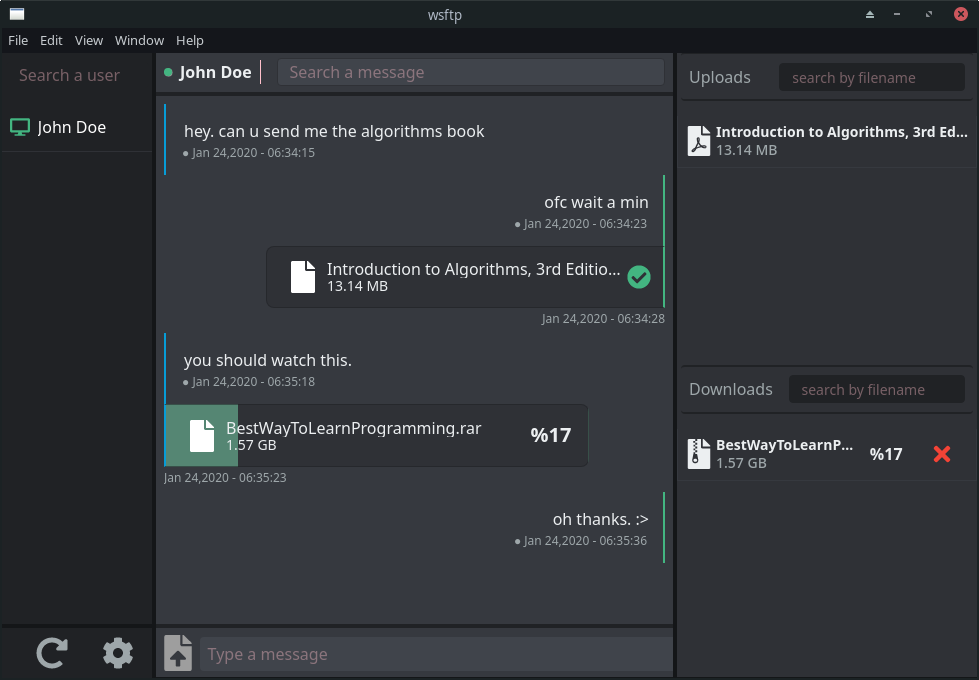 wsftp
File Edit View Window Help
Search a user
John Doe
John Doe
Search a message
hey. can u send me the algorithms book
● Jan 24,2020 - 06:34:15
ofc wait a min
● Jan 24,2020 - 06:34:23
Introduction to Algorithms, 3rd Editio...
13.14 MB
Jan 24,2020 - 06:34:28
you should watch this.
● Jan 24,2020 - 06:35:18
BestWayToLearnProgramming.rar
1.57 GB
%17
Jan 24,2020 - 06:35:23
oh thanks. :>
● Jan 24,2020 - 06:35:36
Type a message
Uploads
search by filename
Introduction to Algorithms, 3rd Ed...
13.14 MB
Downloads
search by filename
BestWayToLearnP...
1.57 GB
%17